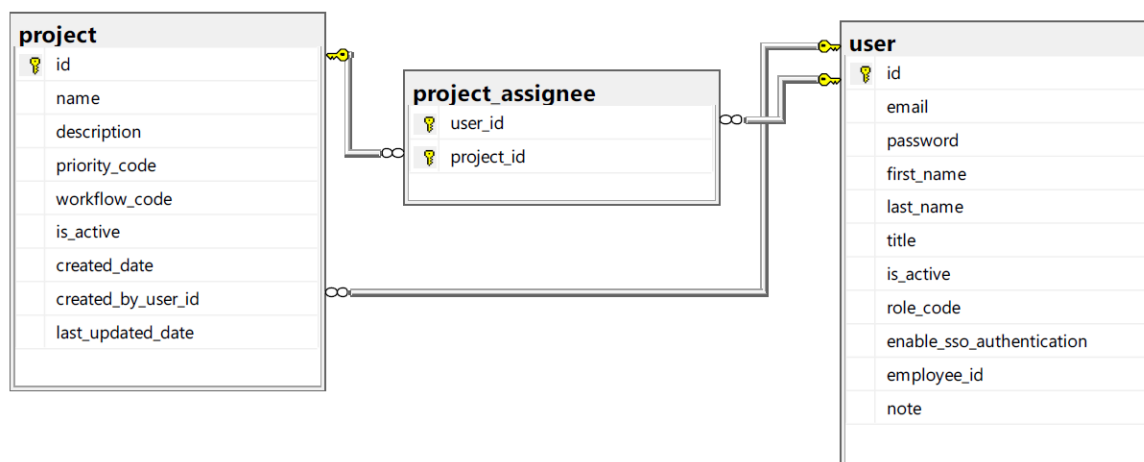 project
id
name
description
priority_code
workflow_code
is_active
created_date
created_by_user_id
last_updated_date
project_assignee
user_id
project_id
user
id
email
password
first_name
last_name
title
is_active
role_code
enable_sso_authentication
employee_id
note